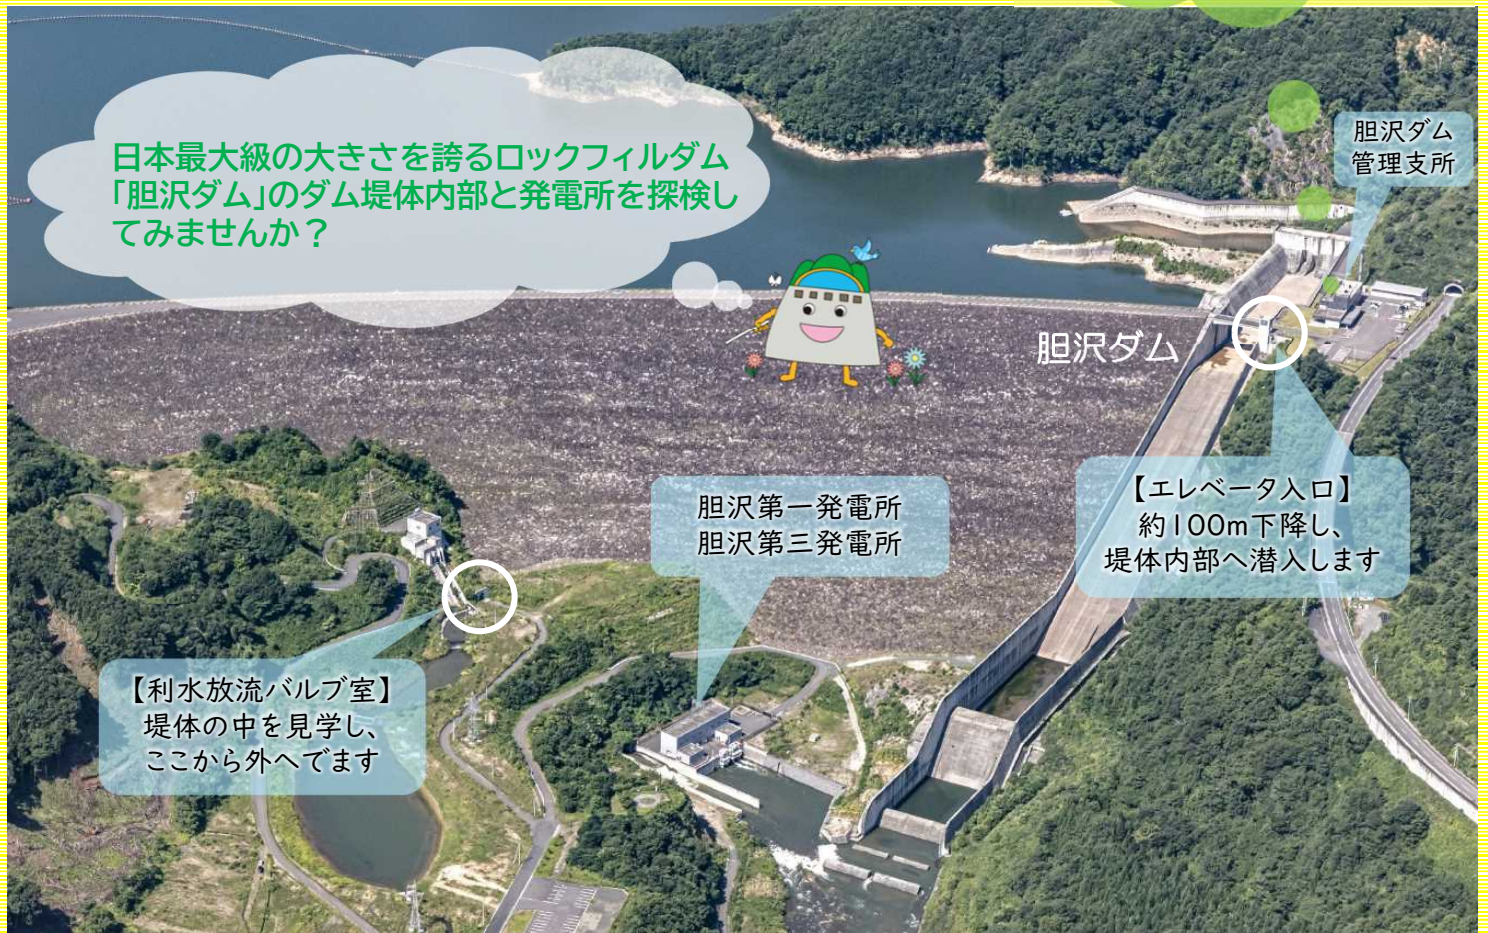 日本最大級の大きさを誇るロックフィルダム
「胆沢ダム」のダム堤体内部と発電所を探検し
てみませんか？
胆沢ダム
管理支所
胆沢ダム
【エレベータ入口】
約100m下降し、
堤体内部へ潜入します
胆沢第一発電所
胆沢第三発電所
【利水放流バルブ室】
堤体の中を見学し、
ここから外へでます